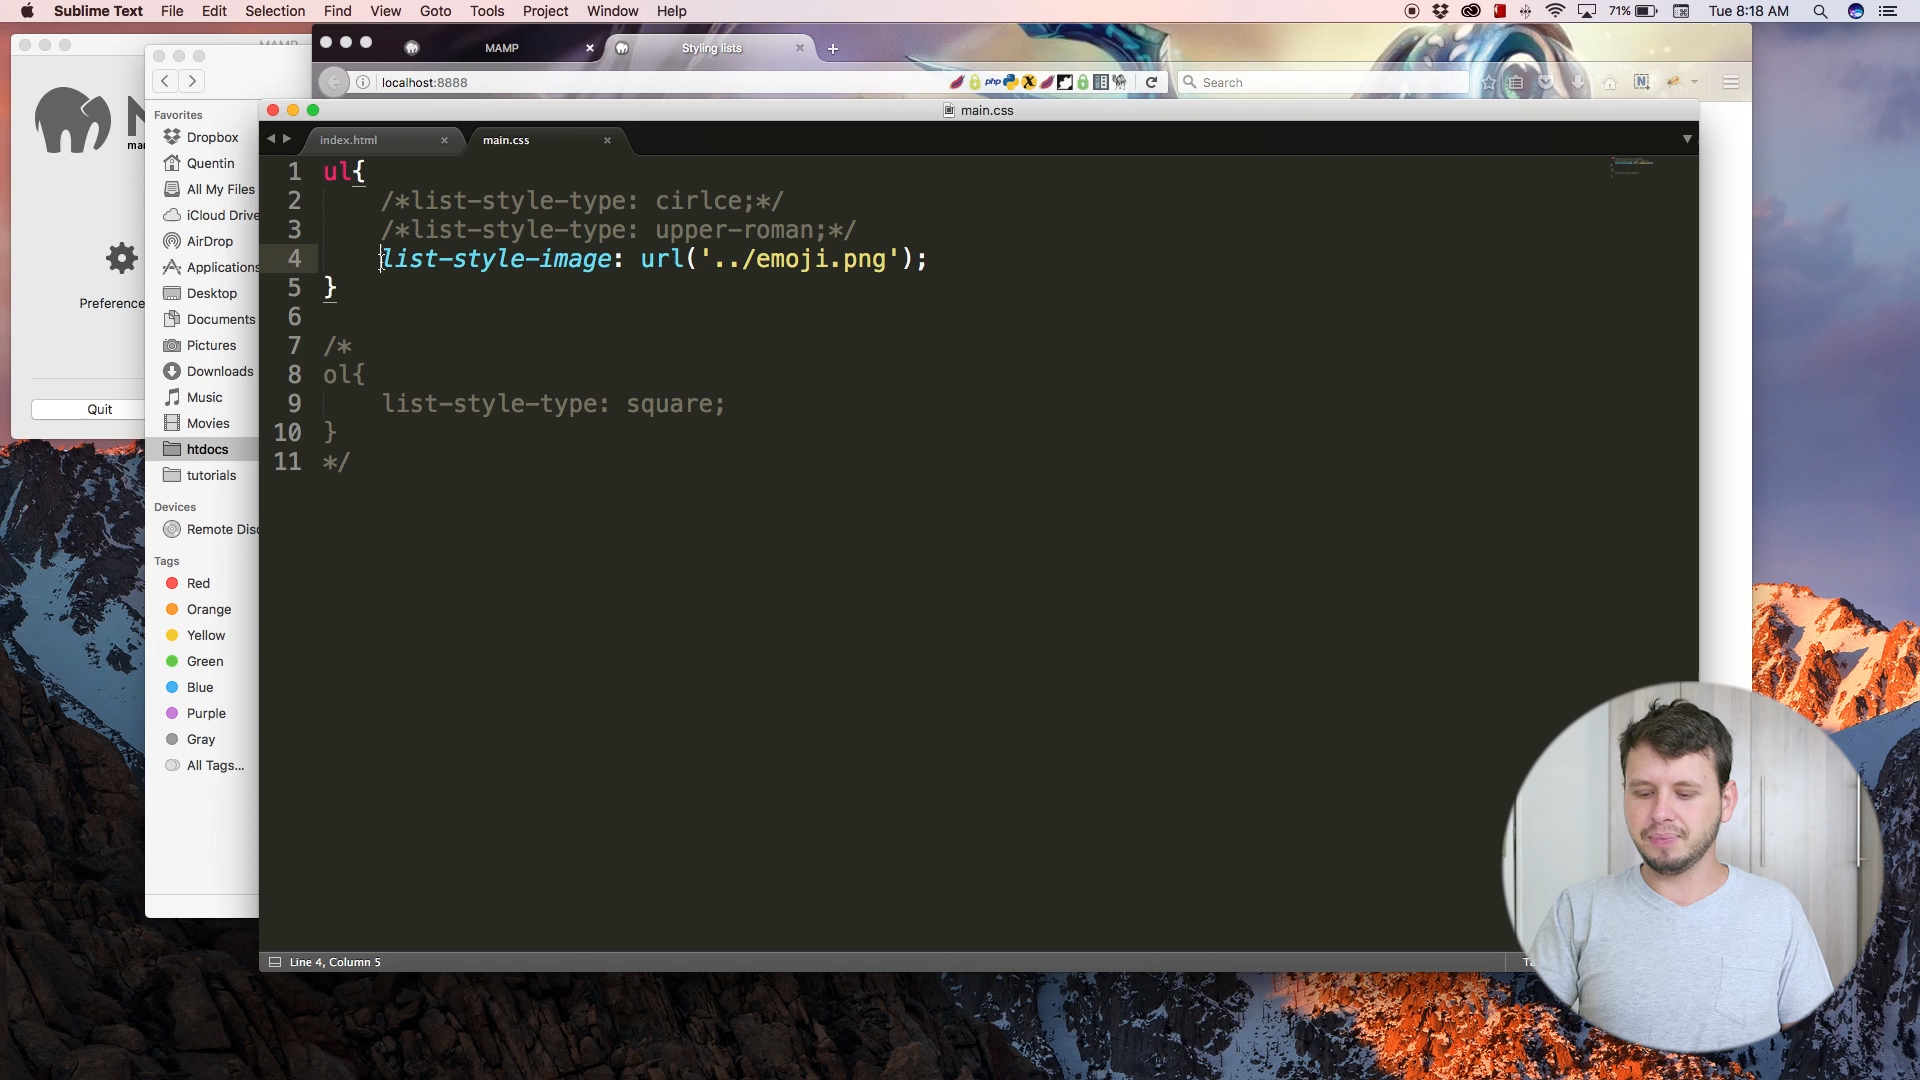 Sublime Text File Edit Selection Find View Goto Tools Project Window Help
71% Tue 8:18 AM
MAMP
Styling lists
localhost:8888
php
Search
main.css
index.html
main.css
1 ul{
2 /*list-style-type: cirlce;*/
3 /*list-style-type: upper-roman;*/
4 list-style-image: url('../emoji.png');
5 }
6
7 /*
8 ol{
9 list-style-type: square;
10 }
11 */
Line 4, Column 5
Preference
Quit
Favorites
Dropbox
Quentin
All My Files
iCloud Drive
AirDrop
Applications
Desktop
Documents
Pictures
Downloads
Music
Movies
htdocs
tutorials
Devices
Remote Disc
Tags
Red
Orange
Yellow
Green
Blue
Purple
Gray
All Tags...